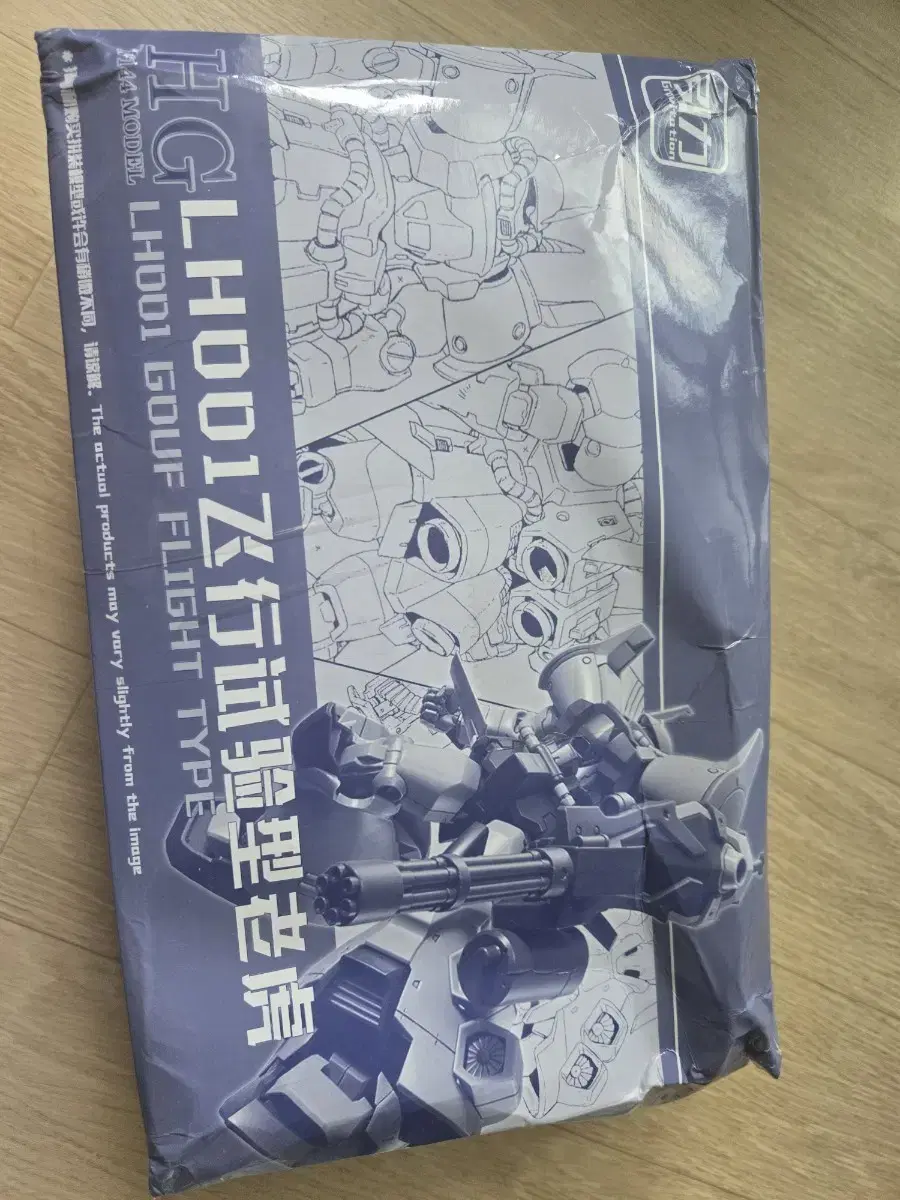 HG
1:144 MODEL
LH001飞行试验型老虎
LH001 GOUF FLIGHT TYPE
The actual products may vary slightly from the image